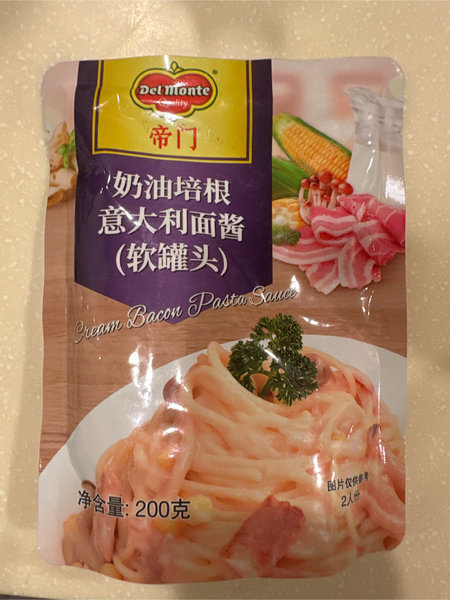 Del Monte
Quality
帝门
奶油培根
意大利面酱
(软罐头)
Cream Bacon Pasta Sauce
图片仅供参考
2人份
净含量: 200克